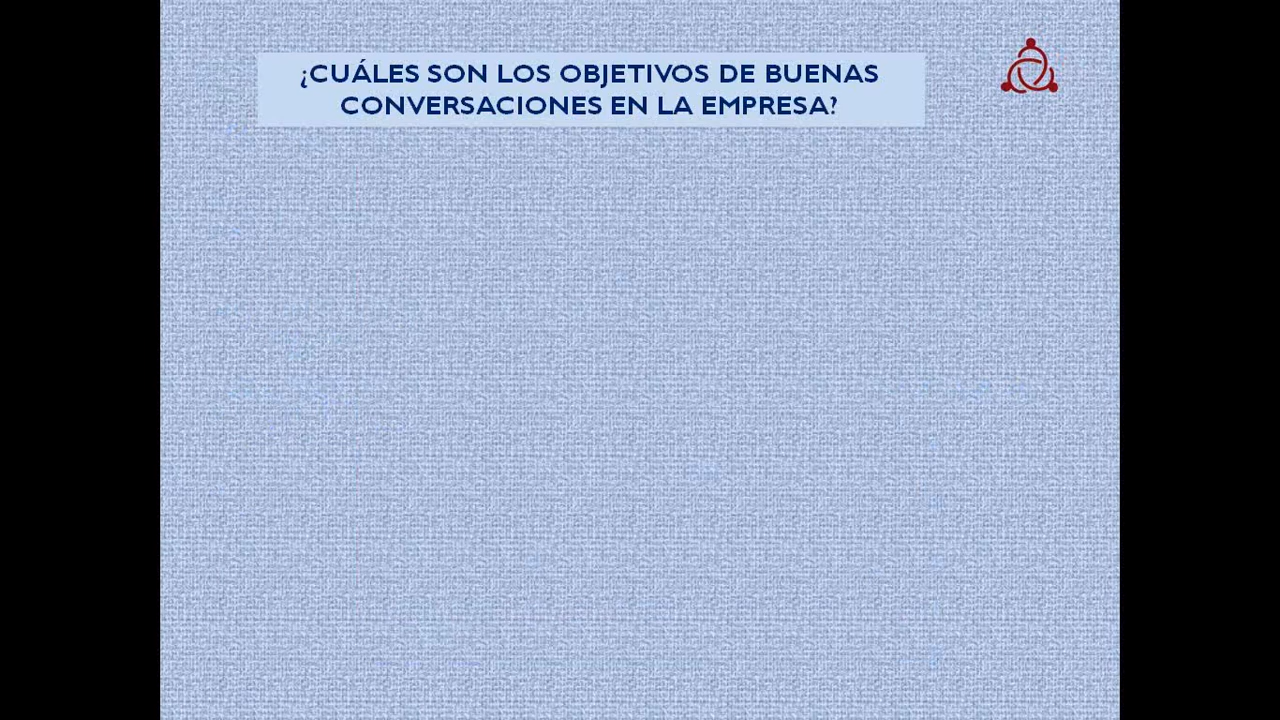 ¿CUÁLES SON LOS OBJETIVOS DE BUENAS
CONVERSACIONES EN LA EMPRESA?